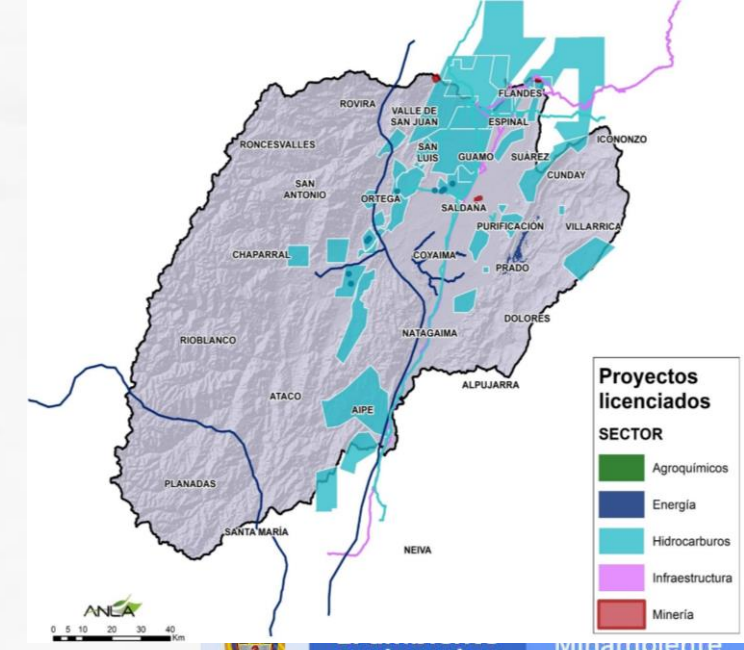 ROVIRA
VALLE DE
SAN JUAN
FLANDES
ESPINAL
ICONONZO
RONCESVALLES
SAN
LUIS
GUAMO
SUÁREZ
CUNDAY
SAN
ANTONIO
ORTEGA
SALDAÑA
PURIFICACIÓN
VILLARRICA
CHAPARRAL
COYAIMA
PRADO
DOLORES
NATAGAIMA
RIOBLANCO
ALPUJARRA
ATACO
AIPE
PLANADAS
SANTA MARÍA
NEIVA
Proyectos
licenciados
SECTOR
Agroquímicos
Energía
Hidrocarburos
Infraestructura
Minería
ANLA
0 5 10 20 30 40
Km
Minambiente